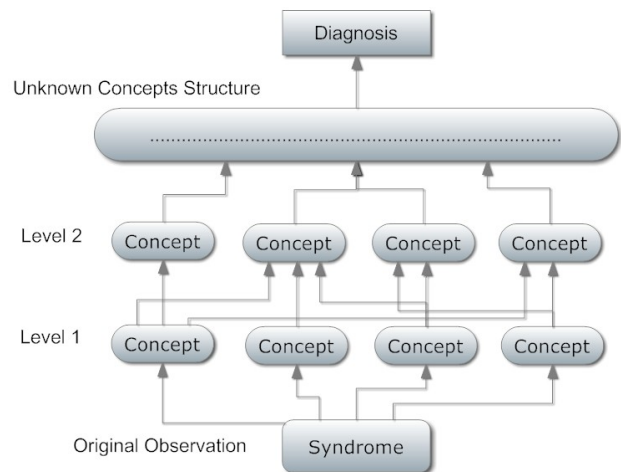 Diagnosis
Unknown Concepts Structure
................................................................................
Level 2
Concept Concept Concept Concept
Level 1
Concept Concept Concept Concept
Original Observation
Syndrome